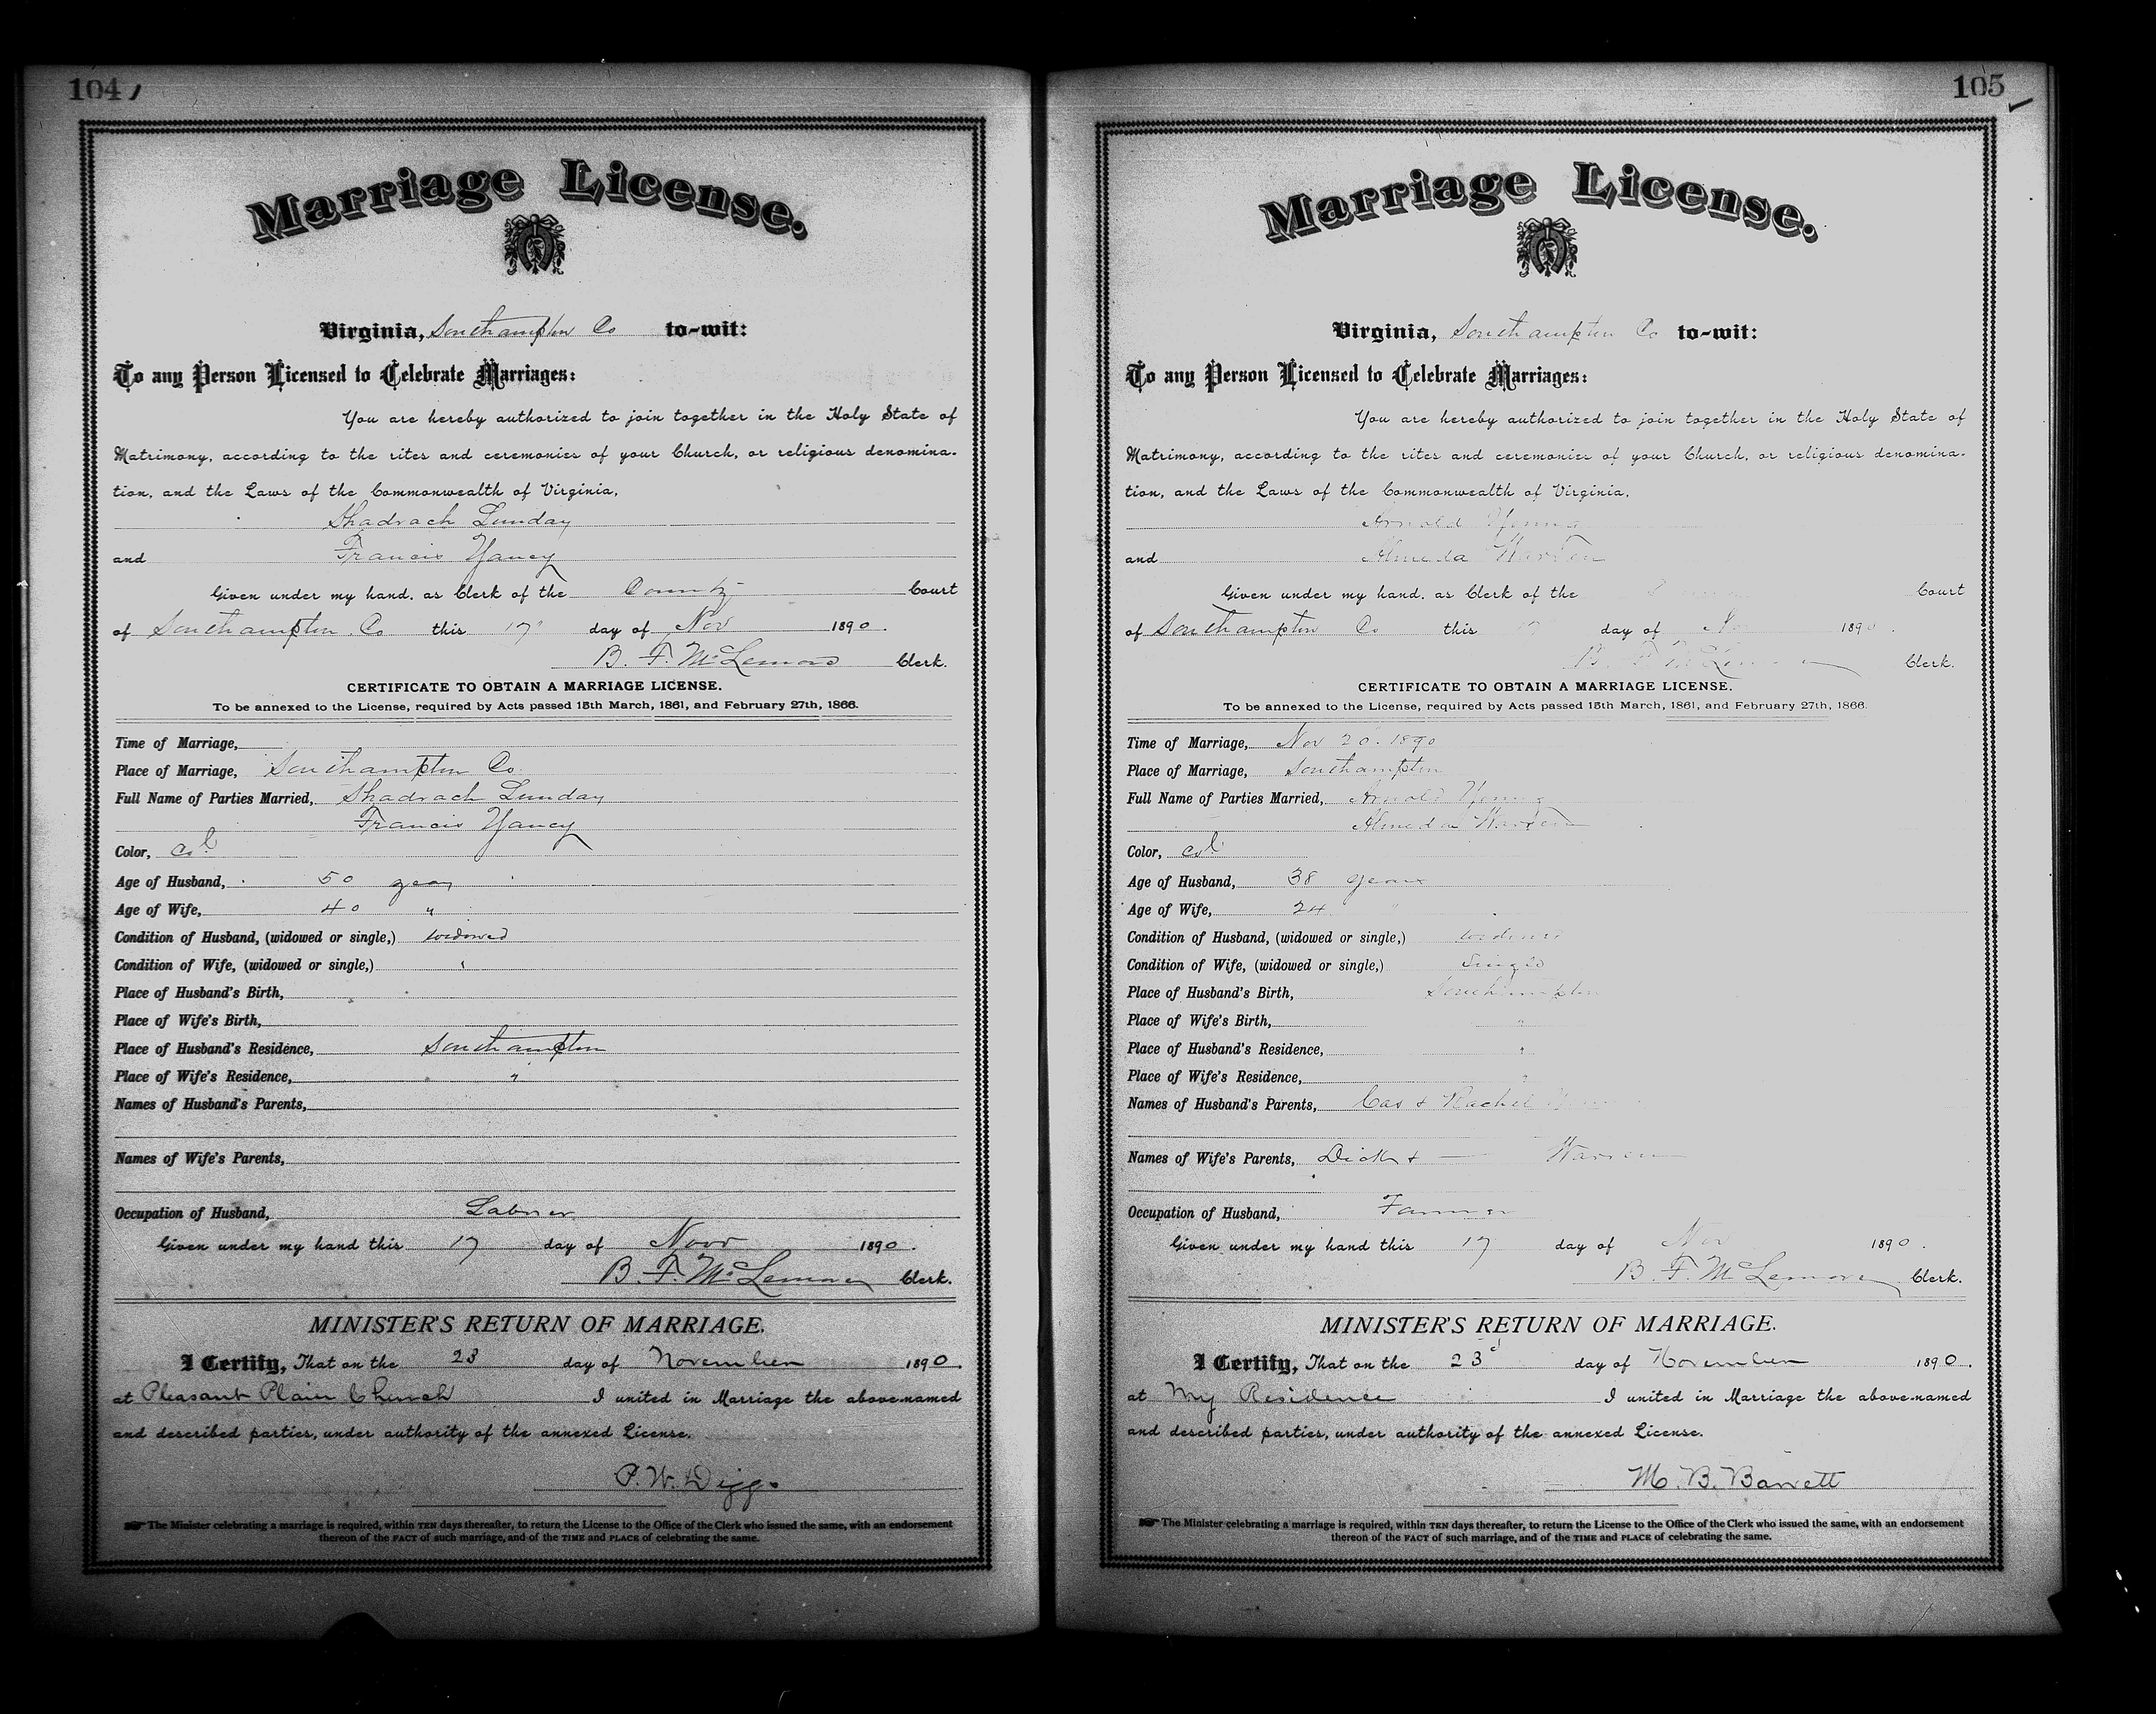 104
Marriage License.
Virginia, Southampton Co to-wit:
To any Person Licensed to Celebrate Marriages:
You are hereby authorized to join together in the Holy State of
Matrimony, according to the rites and ceremonies of your Church, or religious denomina-
tion, and the Laws of the Commonwealth of Virginia,
Shadrach Lunday
and Francis Yancy
Given under my hand, as Clerk of the County Court
of Southampton Co this 17" day of Nov 1890.
B. F. McLemore Clerk.
CERTIFICATE TO OBTAIN A MARRIAGE LICENSE.
To be annexed to the License, required by Acts passed 15th March, 1861, and February 27th, 1866.
Time of Marriage,
Place of Marriage, Southampton Co.
Full Name of Parties Married, Shadrach Lunday
Francis Yancy
Color, Col
Age of Husband, 50 years
Age of Wife, 40 "
Condition of Husband, (widowed or single,) widowed
Condition of Wife, (widowed or single,) "
Place of Husband's Birth,
Place of Wife's Birth,
Place of Husband's Residence, Southampton
Place of Wife's Residence, "
Names of Husband's Parents,
Names of Wife's Parents,
Occupation of Husband, Laborer
Given under my hand this 17 day of Novr 1890.
B. F. McLemore Clerk.
MINISTER'S RETURN OF MARRIAGE.
I Certify, That on the 23 day of November 1890.
at Pleasant Plain Church I united in Marriage the above-named
and described parties, under authority of the annexed License.
P. W. Diggs
The Minister celebrating a marriage is required, within TEN days thereafter, to return the License to the Office of the Clerk who issued the same, with an endorsement
thereon of the FACT of such marriage, and of the TIME and PLACE of celebrating the same.
105
Marriage License.
Virginia, Southampton Co to-wit:
To any Person Licensed to Celebrate Marriages:
You are hereby authorized to join together in the Holy State of
Matrimony, according to the rites and ceremonies of your Church, or religious denomina-
tion, and the Laws of the Commonwealth of Virginia,
Arnold
and Almeda Warren
Given under my hand, as Clerk of the Court
of Southampton Co this 17 day of 1890.
B. F. McLemore Clerk.
CERTIFICATE TO OBTAIN A MARRIAGE LICENSE.
To be annexed to the License, required by Acts passed 15th March, 1861, and February 27th, 1866.
Time of Marriage, Nov 20. 1890
Place of Marriage, Southampton
Full Name of Parties Married, Arnold
Almeda Warren
Color, Col
Age of Husband, 38 years
Age of Wife, 24 "
Condition of Husband, (widowed or single,) widowed
Condition of Wife, (widowed or single,) Single
Place of Husband's Birth, Southampton
Place of Wife's Birth, "
Place of Husband's Residence, "
Place of Wife's Residence, "
Names of Husband's Parents, Cas & Rachel
Names of Wife's Parents, Dick & — Warren
Occupation of Husband, Farmer
Given under my hand this 17 day of Nov 1890.
B. F. McLemore Clerk.
MINISTER'S RETURN OF MARRIAGE.
I Certify, That on the 23d day of November 1890.
at My Residence I united in Marriage the above-named
and described parties, under authority of the annexed License.
M. B. Barrett
The Minister celebrating a marriage is required, within TEN days thereafter, to return the License to the Office of the Clerk who issued the same, with an endorsement
thereon of the FACT of such marriage, and of the TIME and PLACE of celebrating the same.